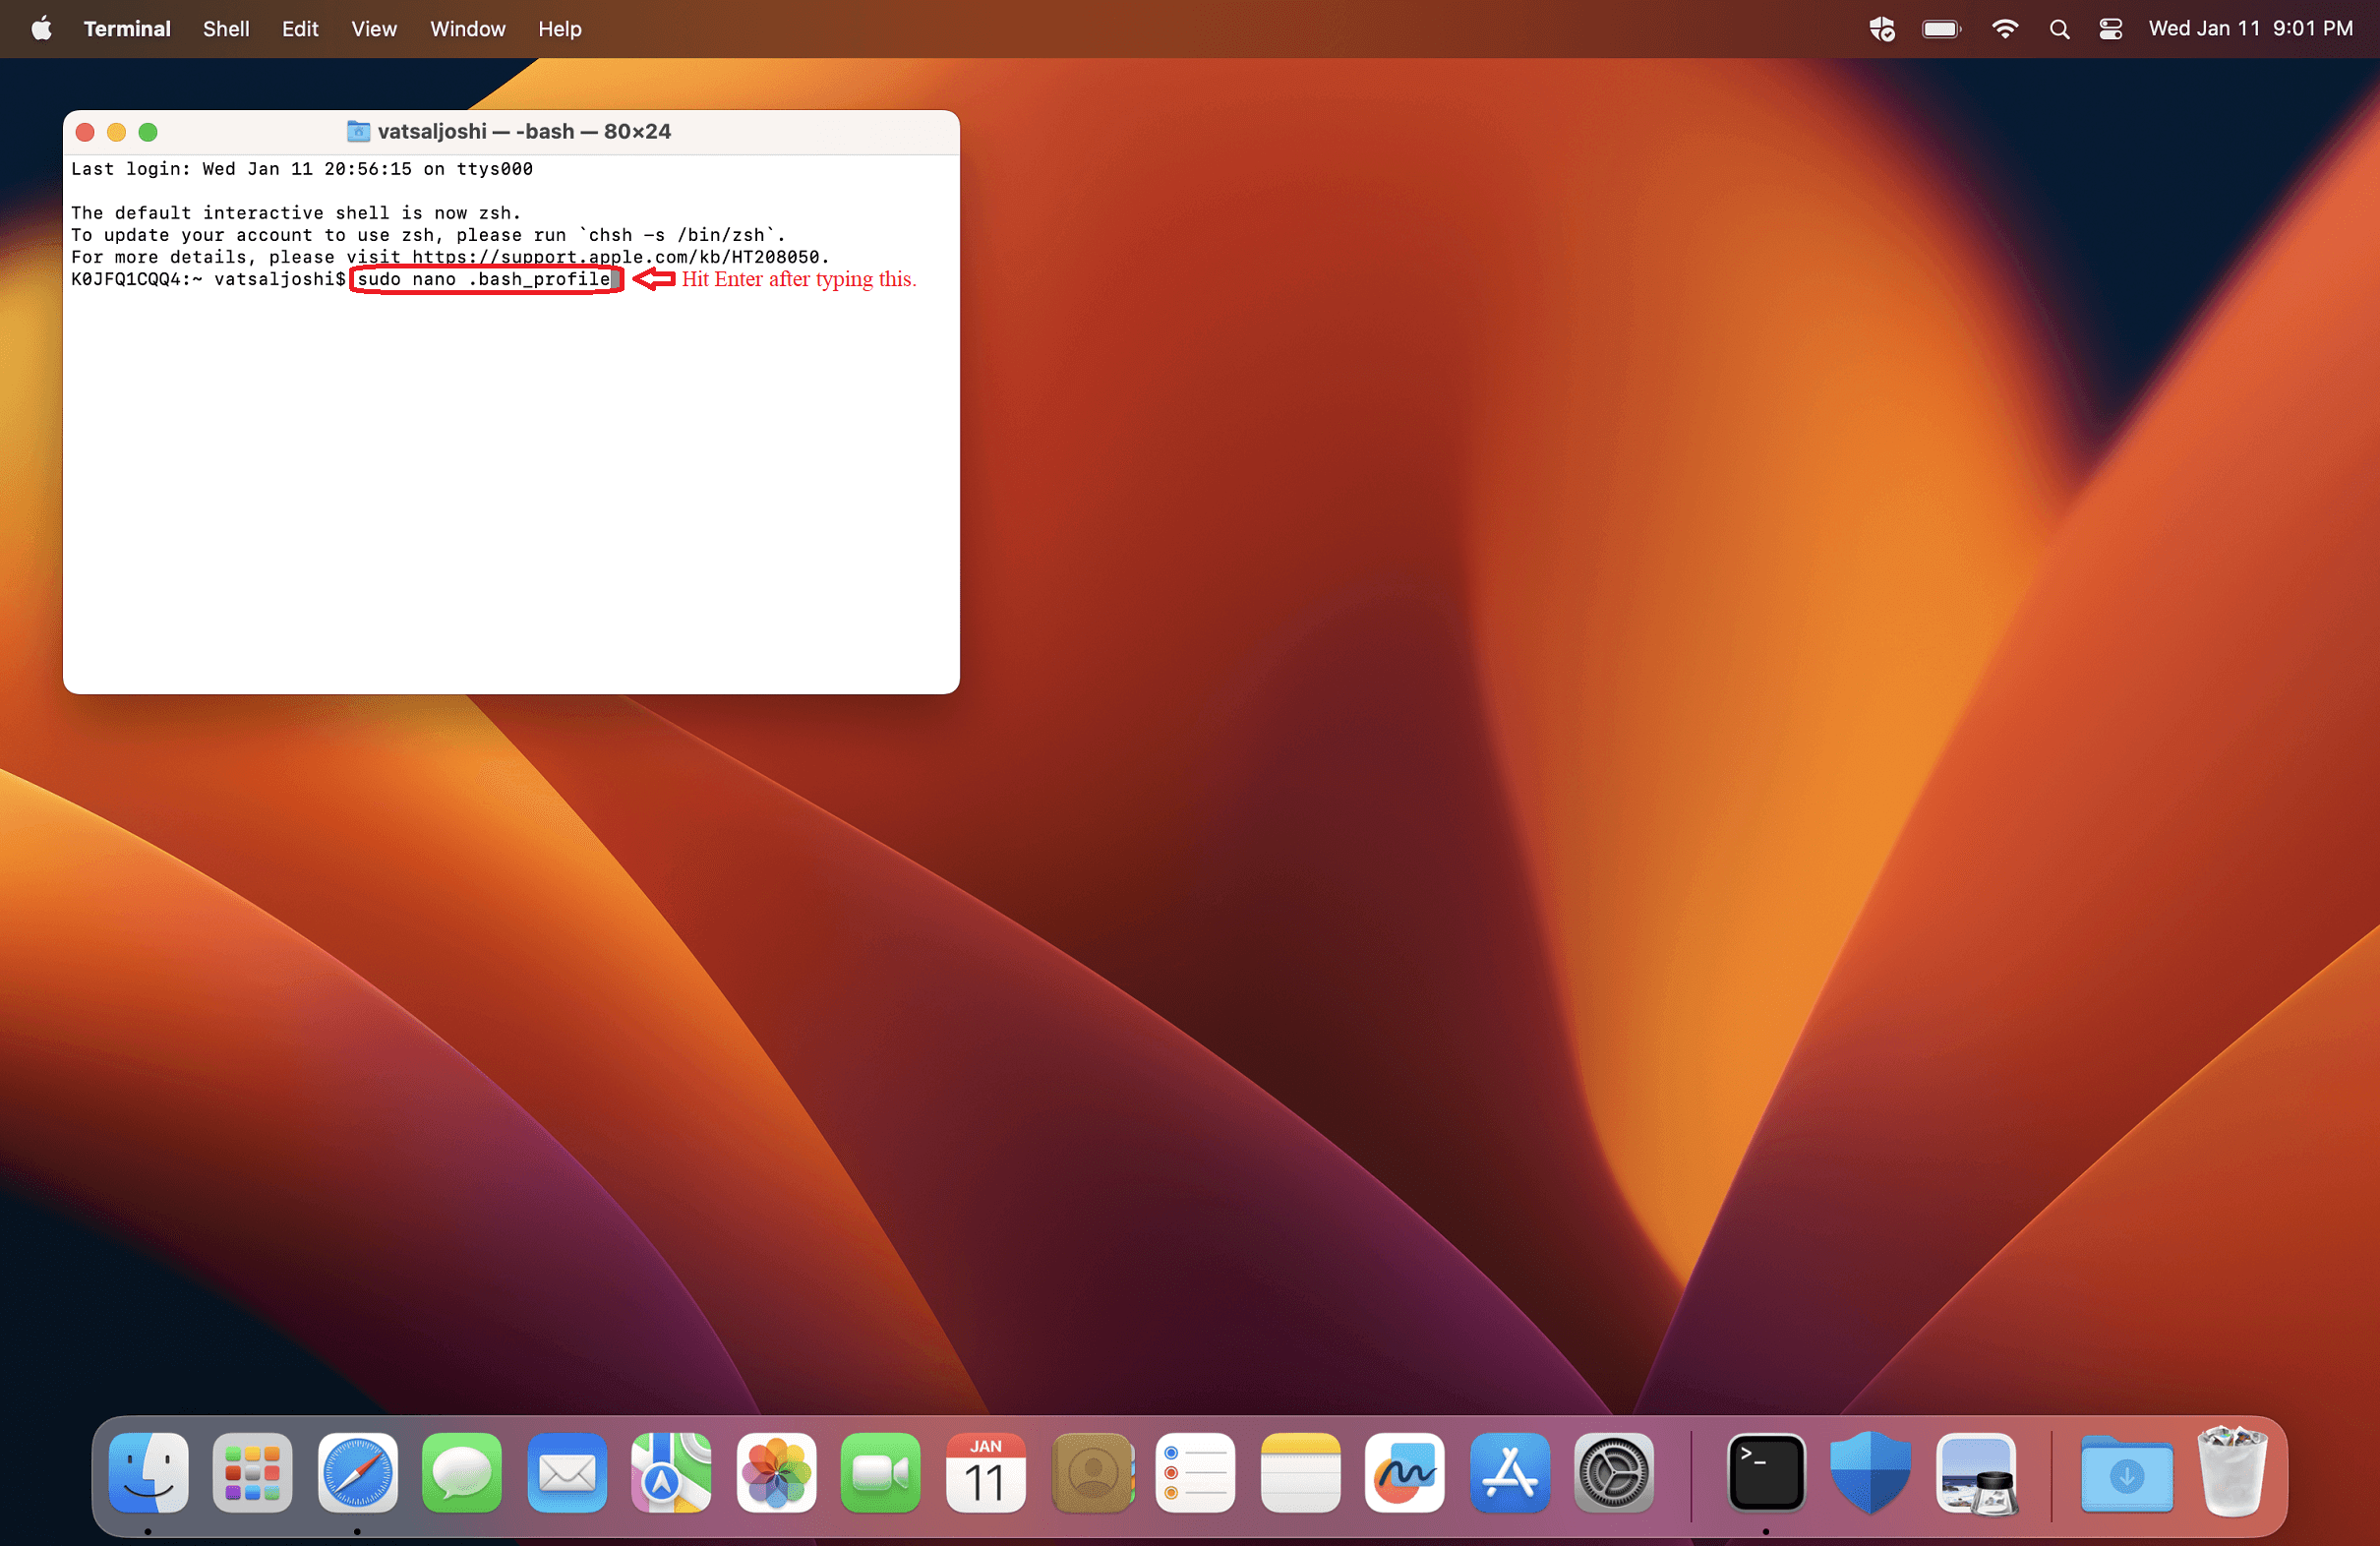 Terminal Shell Edit View Window Help Wed Jan 11 9:01 PM
vatsaljoshi — -bash — 80×24
Last login: Wed Jan 11 20:56:15 on ttys000
The default interactive shell is now zsh.
To update your account to use zsh, please run `chsh -s /bin/zsh`.
For more details, please visit https://support.apple.com/kb/HT208050.
K0JFQ1CQQ4:~ vatsaljoshi$ sudo nano .bash_profile Hit Enter after typing this.
JAN
11
>_